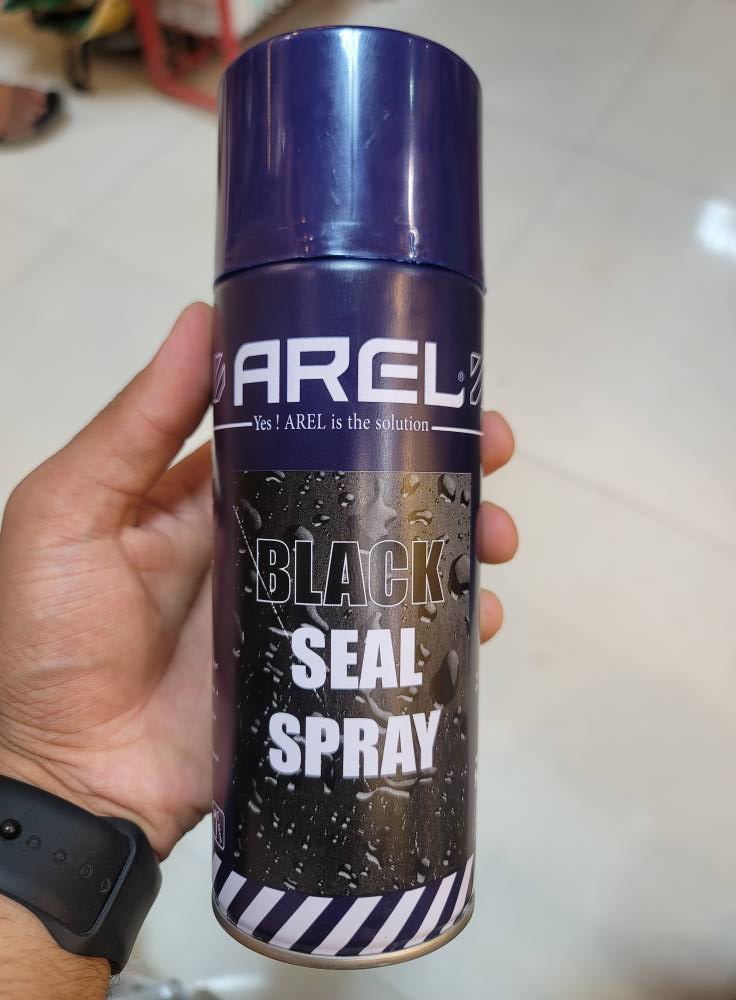 AREL®
Yes ! AREL is the solution
BLACK
SEAL
SPRAY